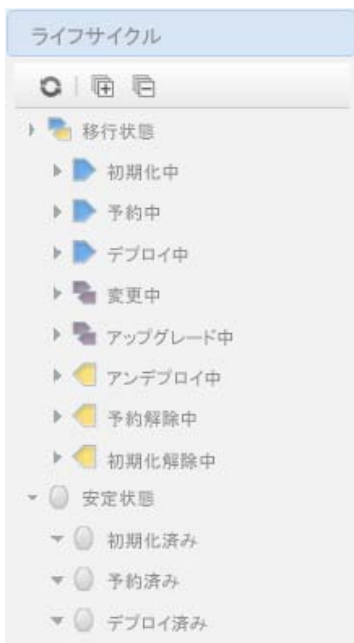 ライフサイクル
移行状態
初期化中
予約中
デプロイ中
変更中
アップグレード中
アンデプロイ中
予約解除中
初期化解除中
安定状態
初期化済み
予約済み
デプロイ済み